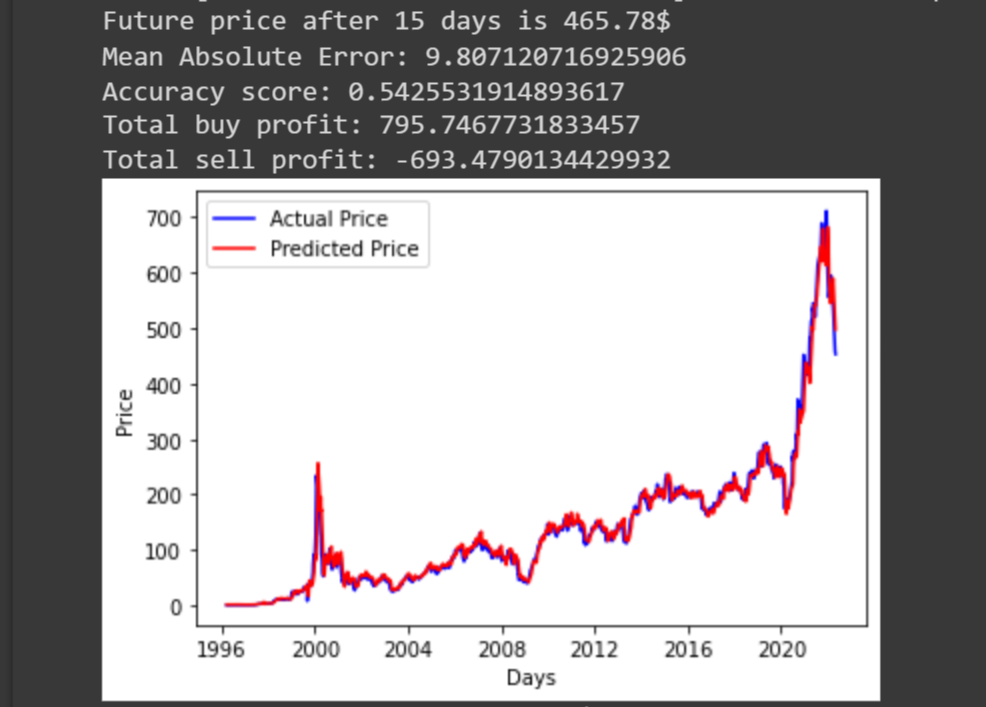 Future price after 15 days is 465.78$
Mean Absolute Error: 9.807120716925906
Accuracy score: 0.5425531914893617
Total buy profit: 795.7467731833457
Total sell profit: -693.4790134429932
Actual Price
Predicted Price
700
600
500
400
300
200
100
0
Price
1996 2000 2004 2008 2012 2016 2020
Days